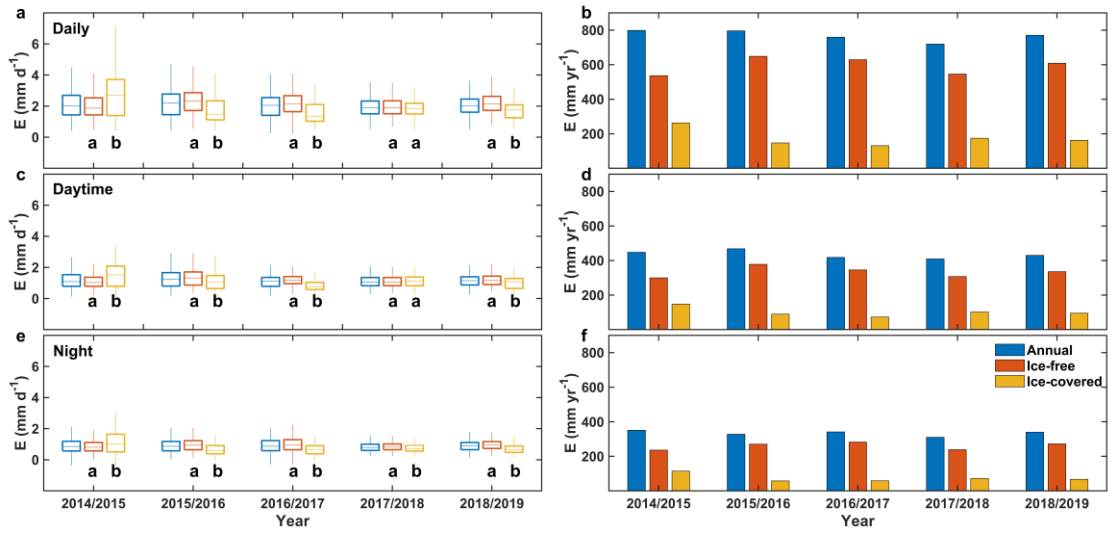 a
Daily
E (mm d⁻¹)
6
4
2
0
a b a b a b a a a b
b
E (mm yr⁻¹)
800
600
400
200
c
Daytime
E (mm d⁻¹)
6
4
2
0
a b a b a b a a a b
d
E (mm yr⁻¹)
800
600
400
200
e
Night
E (mm d⁻¹)
6
4
2
0
a b a b a b a b a b
2014/2015 2015/2016 2016/2017 2017/2018 2018/2019
Year
f
E (mm yr⁻¹)
800
600
400
200
Annual
Ice-free
Ice-covered
2014/2015 2015/2016 2016/2017 2017/2018 2018/2019
Year